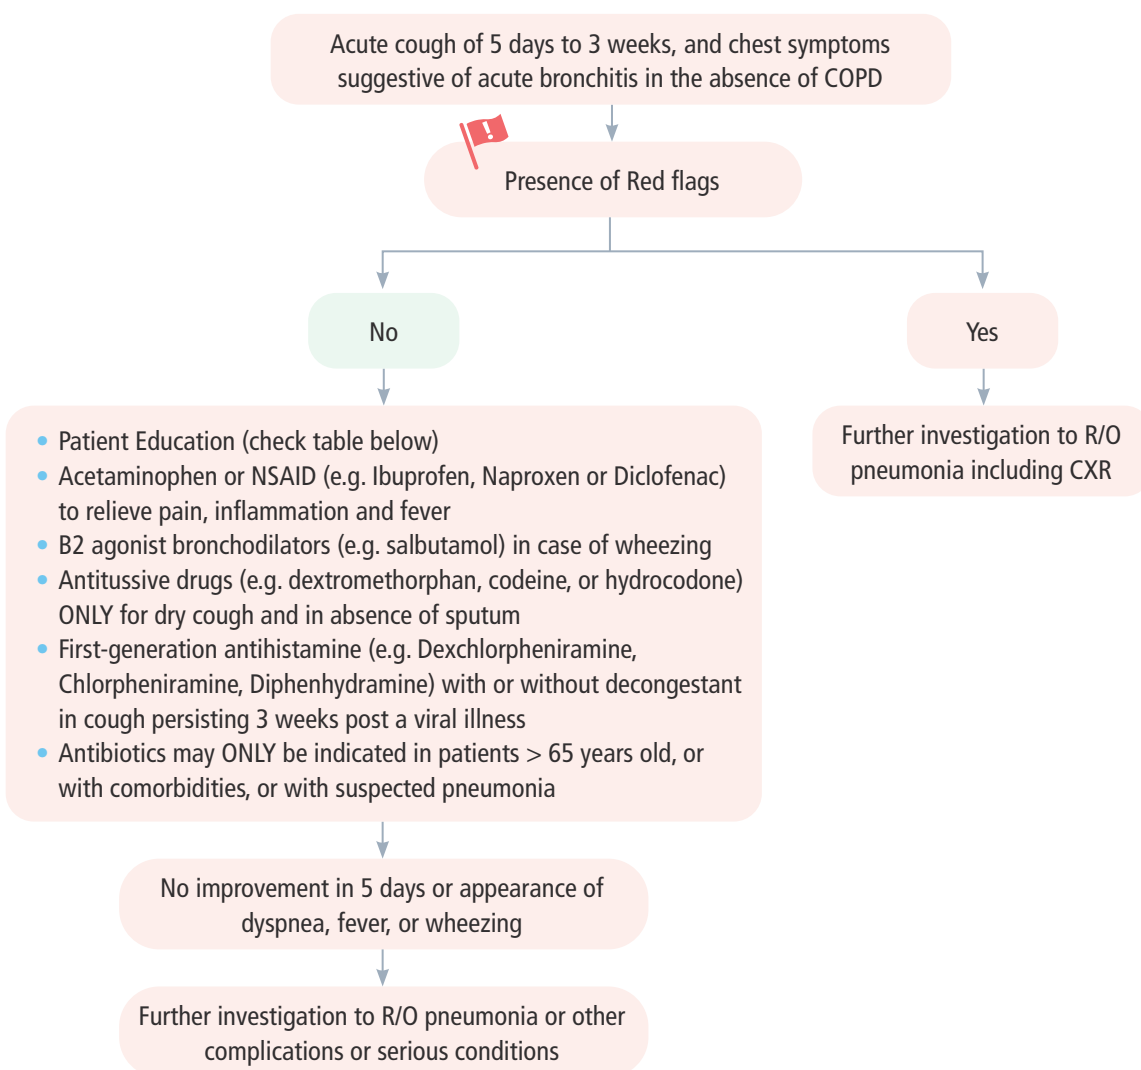 Acute cough of 5 days to 3 weeks, and chest symptoms
suggestive of acute bronchitis in the absence of COPD
!
Presence of Red flags
No
Yes
• Patient Education (check table below)
• Acetaminophen or NSAID (e.g. Ibuprofen, Naproxen or Diclofenac)
to relieve pain, inflammation and fever
• B2 agonist bronchodilators (e.g. salbutamol) in case of wheezing
• Antitussive drugs (e.g. dextromethorphan, codeine, or hydrocodone)
ONLY for dry cough and in absence of sputum
• First-generation antihistamine (e.g. Dexchlorpheniramine,
Chlorpheniramine, Diphenhydramine) with or without decongestant
in cough persisting 3 weeks post a viral illness
• Antibiotics may ONLY be indicated in patients > 65 years old, or
with comorbidities, or with suspected pneumonia
Further investigation to R/O
pneumonia including CXR
No improvement in 5 days or appearance of
dyspnea, fever, or wheezing
Further investigation to R/O pneumonia or other
complications or serious conditions